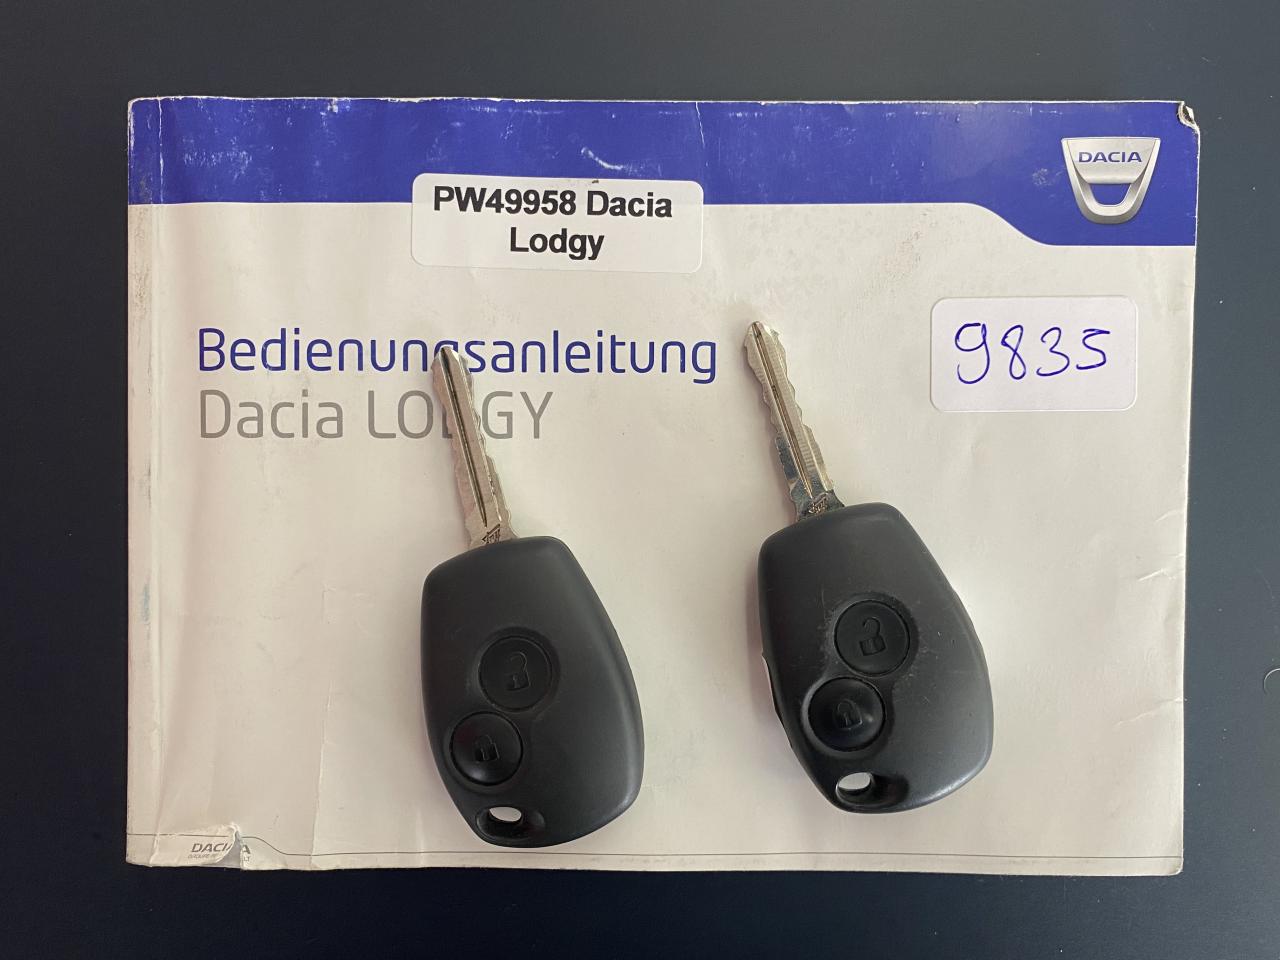 DACIA
PW49958 Dacia
Lodgy
9835
Bedienungsanleitung
Dacia LODGY
DACIA